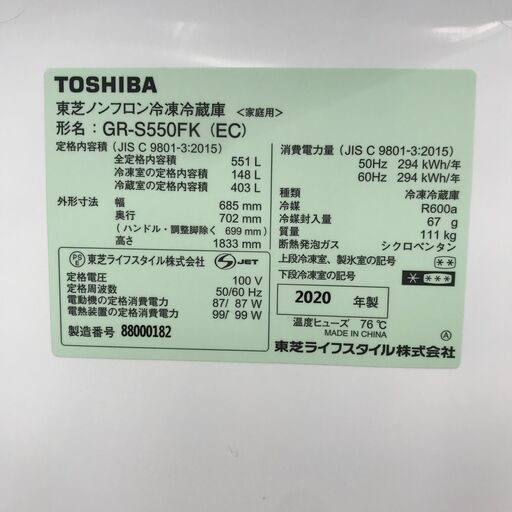 TOSHIBA
東芝ノンフロン冷凍冷蔵庫 <家庭用>
形名：GR-S550FK (EC)
定格内容積（JIS C 9801-3:2015）
全定格内容積 551 L
冷凍室の定格内容積 148 L
冷蔵室の定格内容積 403 L
外形寸法 幅 685 mm
奥行 702 mm
(ハンドル・調整脚除く 699 mm)
高さ 1833 mm
PS E 東芝ライフスタイル株式会社 S JET
定格電圧 100 V
定格周波数 50/60 Hz
電動機の定格消費電力 87/ 87 W
電熱装置の定格消費電力 99/ 99 W
製造番号 88000182
消費電力量（JIS C 9801-3:2015）
50Hz 294 kWh/年
60Hz 294 kWh/年
種類 冷凍冷蔵庫
冷媒 R600a
冷媒封入量 67 g
質量 111 kg
断熱発泡ガス シクロペンタン
上段冷凍室、製氷室の記号 **
下段冷凍室の記号 ****
2020 年製
温度ヒューズ 76℃
MADE IN CHINA
A
東芝ライフスタイル株式会社